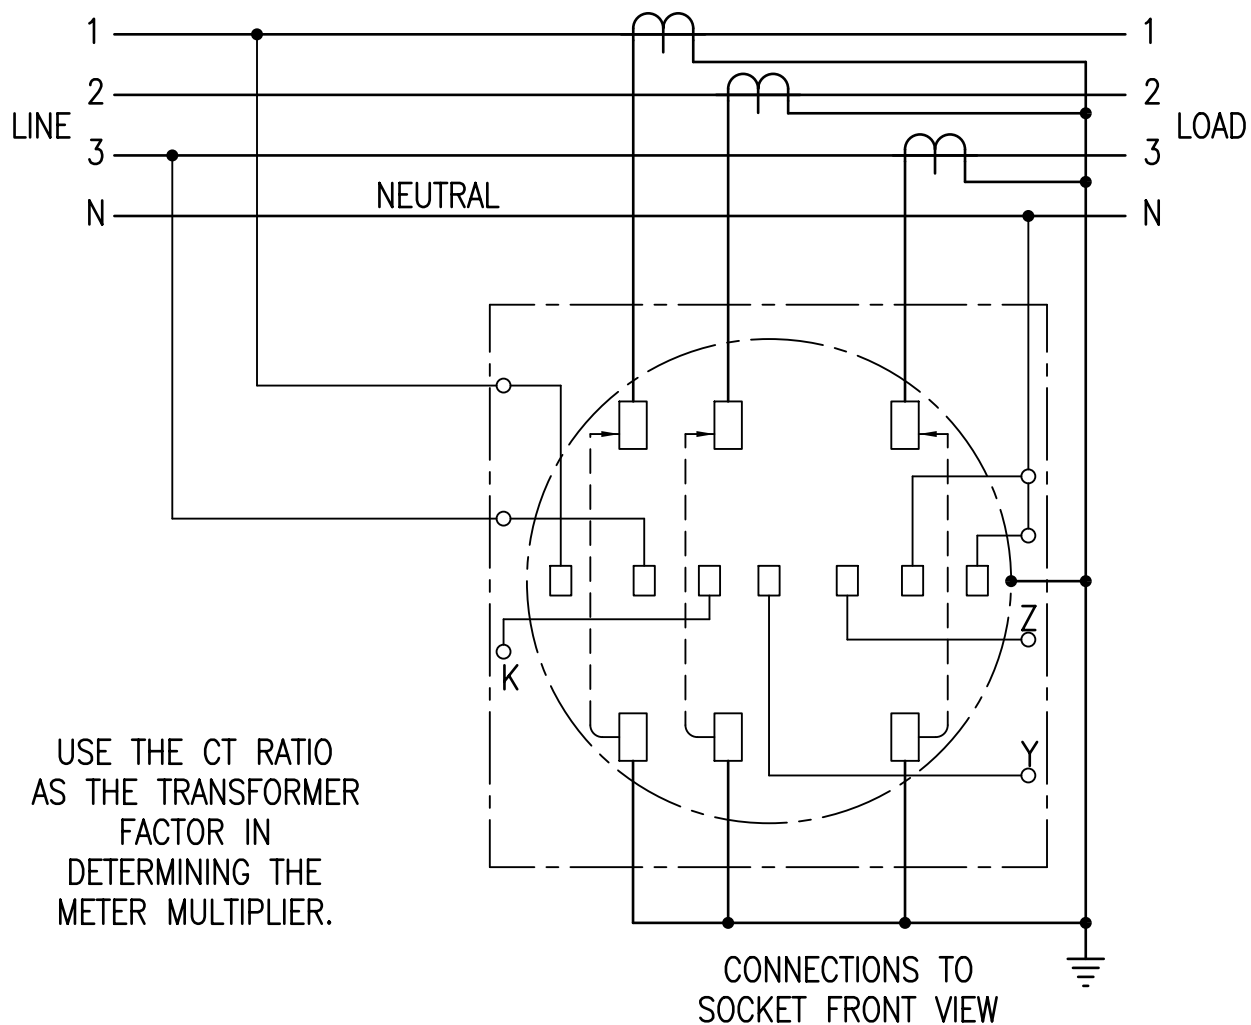 1 1
2 2
LINE LOAD
3 3
NEUTRAL
N N
Z
K
Y
USE THE CT RATIO
AS THE TRANSFORMER
FACTOR IN
DETERMINING THE
METER MULTIPLIER.
CONNECTIONS TO
SOCKET FRONT VIEW